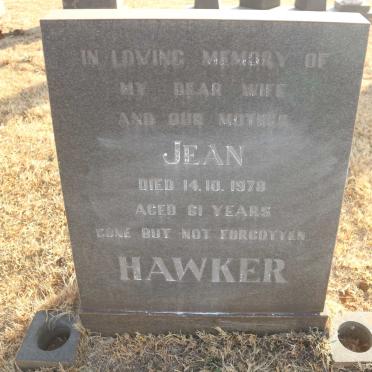 IN LOVING MEMORY OF
MY DEAR WIFE
AND OUR MOTHER
JEAN
DIED 14.10.1978
AGED 61 YEARS
GONE BUT NOT FORGOTTEN
HAWKER